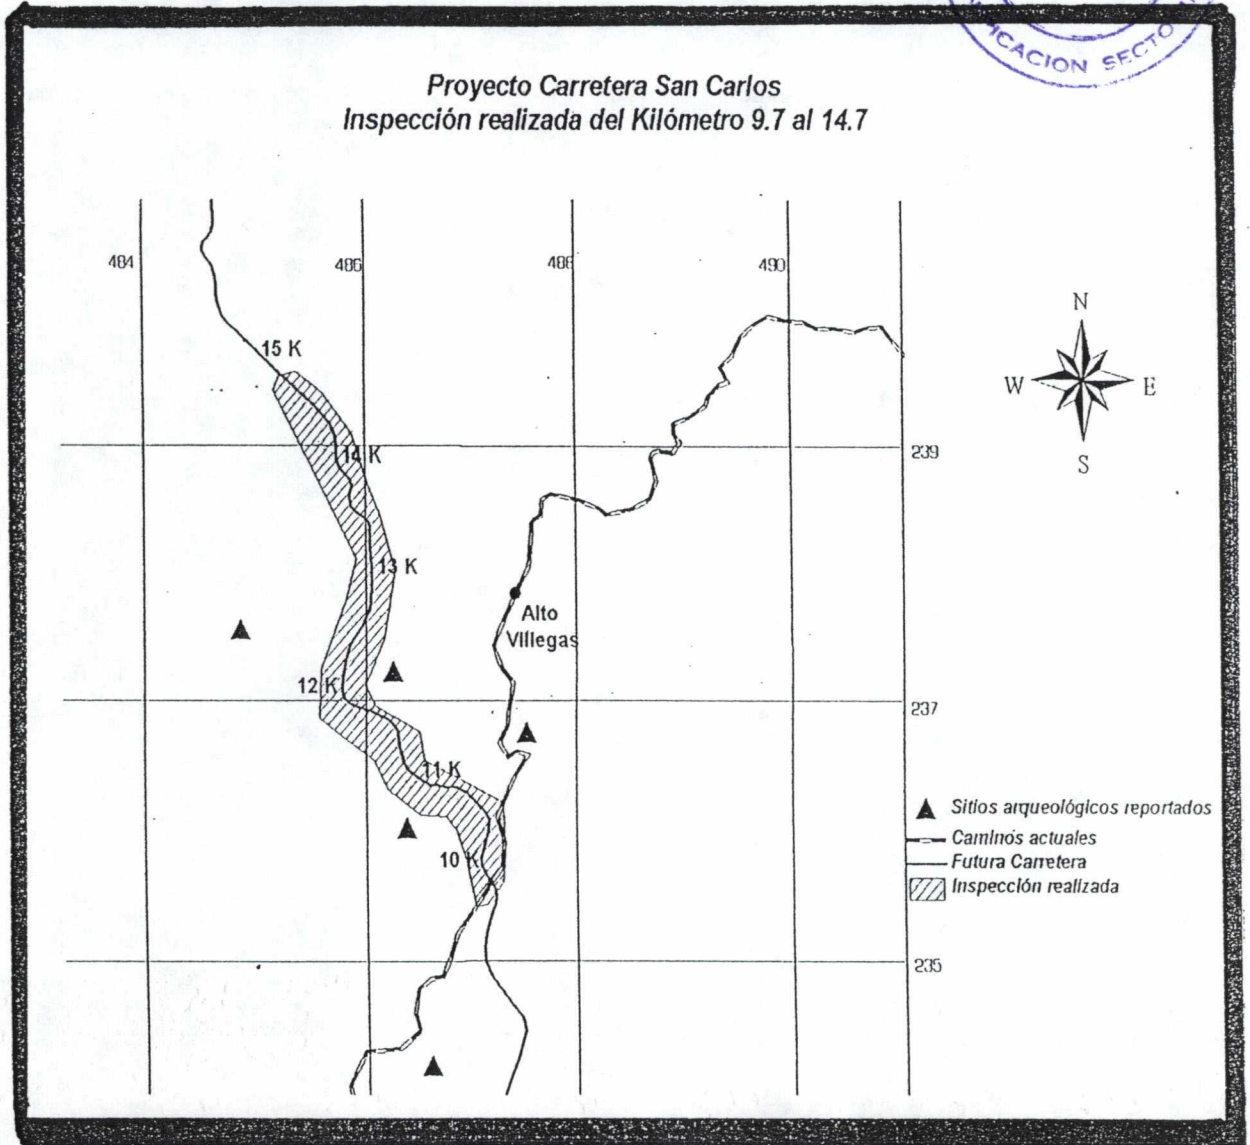 ICACION SECTO
Proyecto Carretera San Carlos
Inspección realizada del Kilómetro 9.7 al 14.7
484
486
488
490
N
15 K
W
E
14 K
239
S
13 K
Alto
Villegas
12 K
237
11 K
Sitios arqueológicos reportados
Caminos actuales
10 K
Futura Carretera
Inspección realizada
235